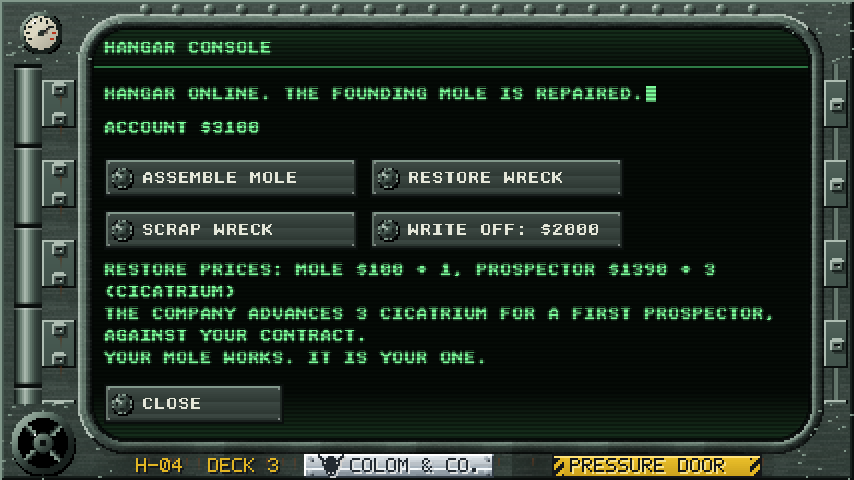 HANGAR CONSOLE
HANGAR ONLINE. THE FOUNDING MOLE IS REPAIRED.
ACCOUNT $3100
ASSEMBLE MOLE
RESTORE WRECK
SCRAP WRECK
WRITE OFF: $2000
RESTORE PRICES: MOLE $100 + 1, PROSPECTOR $1390 + 3
(CICATRIUM)
THE COMPANY ADVANCES 3 CICATRIUM FOR A FIRST PROSPECTOR,
AGAINST YOUR CONTRACT.
YOUR MOLE WORKS. IT IS YOUR ONE.
CLOSE
H-04 DECK 3
COLOM & CO.
PRESSURE DOOR